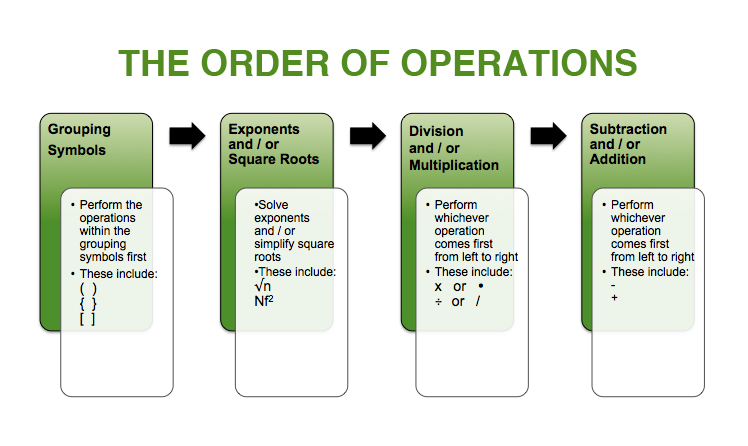 THE ORDER OF OPERATIONS
Grouping
Symbols
• Perform the
operations
within the
grouping
symbols first
• These include:
( )
{ }
[ ]
Exponents
and / or
Square Roots
•Solve
exponents
and / or
simplify square
roots
•These include:
√n
Nf²
Division
and / or
Multiplication
• Perform
whichever
operation
comes first
from left to right
• These include:
x or •
÷ or /
Subtraction
and / or
Addition
• Perform
whichever
operation
comes first
from left to right
• These include:
-
+